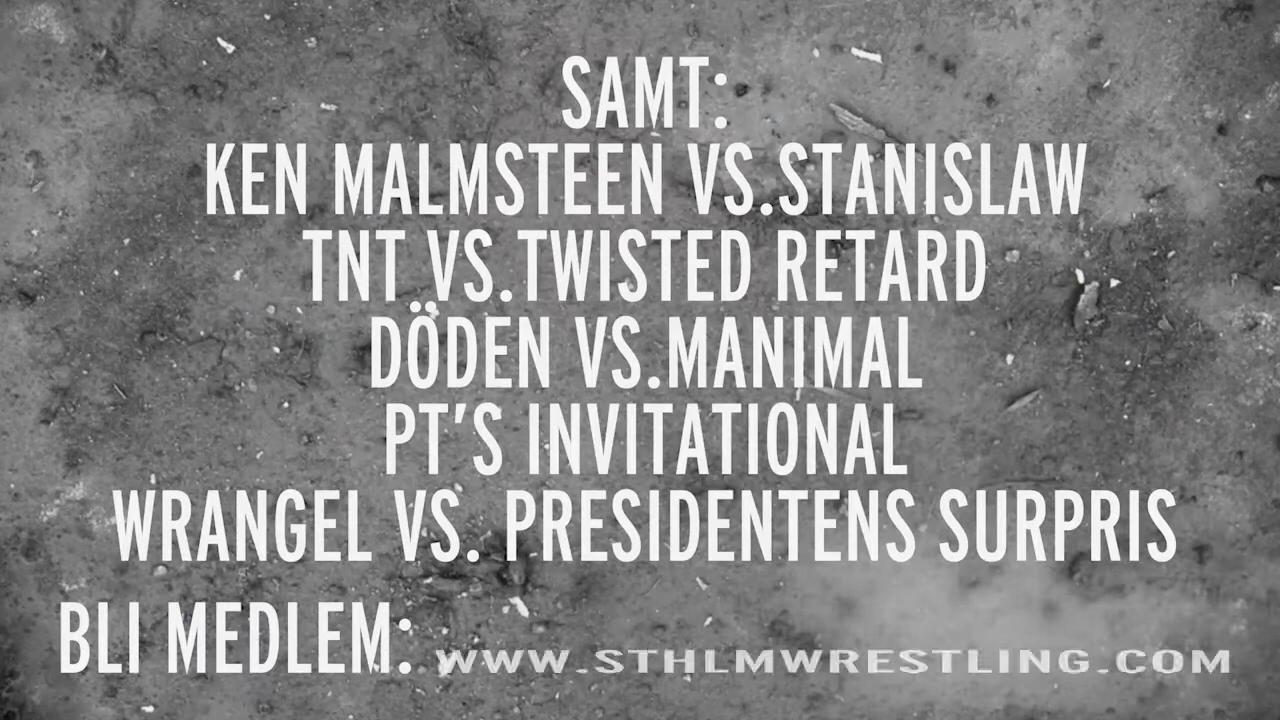 SAMT:
KEN MALMSTEEN VS.STANISLAW
TNT VS.TWISTED RETARD
DÖDEN VS.MANIMAL
PT'S INVITATIONAL
WRANGEL VS. PRESIDENTENS SURPRIS
BLI MEDLEM: WWW.STHLMWRESTLING.COM